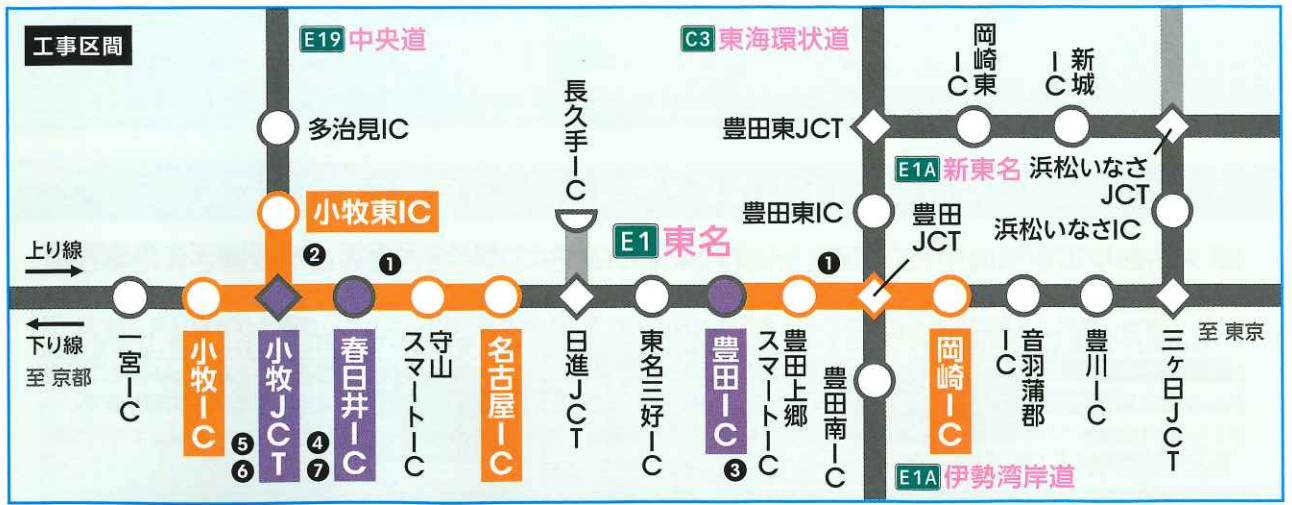 工事区間
E19 中央道
C3 東海環状道
岡崎東IC
新城IC
多治見IC
長久手IC
豊田東JCT
E1A 新東名
浜松いなさJCT
小牧東IC
豊田東IC
豊田JCT
浜松いなさIC
E1 東名
上り線
❷
❶
❶
下り線
至 京都
至 東京
一宮IC
小牧IC
小牧JCT
春日井IC
守山スマートIC
名古屋IC
日進JCT
東名三好IC
豊田IC
豊田上郷スマートIC
豊田南IC
岡崎IC
音羽蒲郡IC
豊川IC
三ヶ日JCT
❺
❻
❹
❼
❸
E1A 伊勢湾岸道